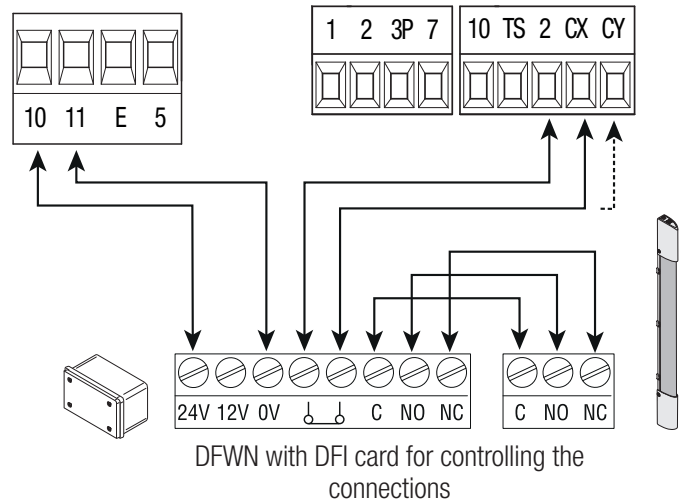 1 2 3P 7 10 TS 2 CX CY
10 11 E 5
24V 12V 0V C NO NC C NO NC
DFWN with DFI card for controlling the
connections